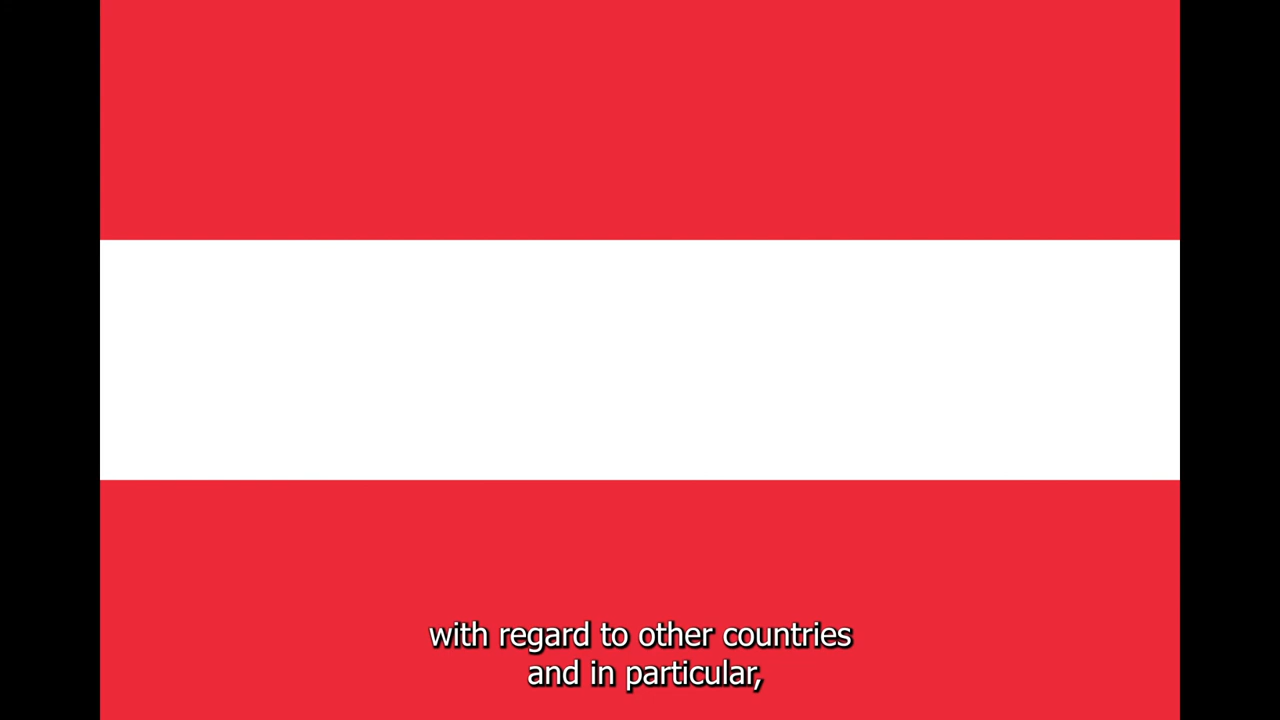 with regard to other countries
and in particular,